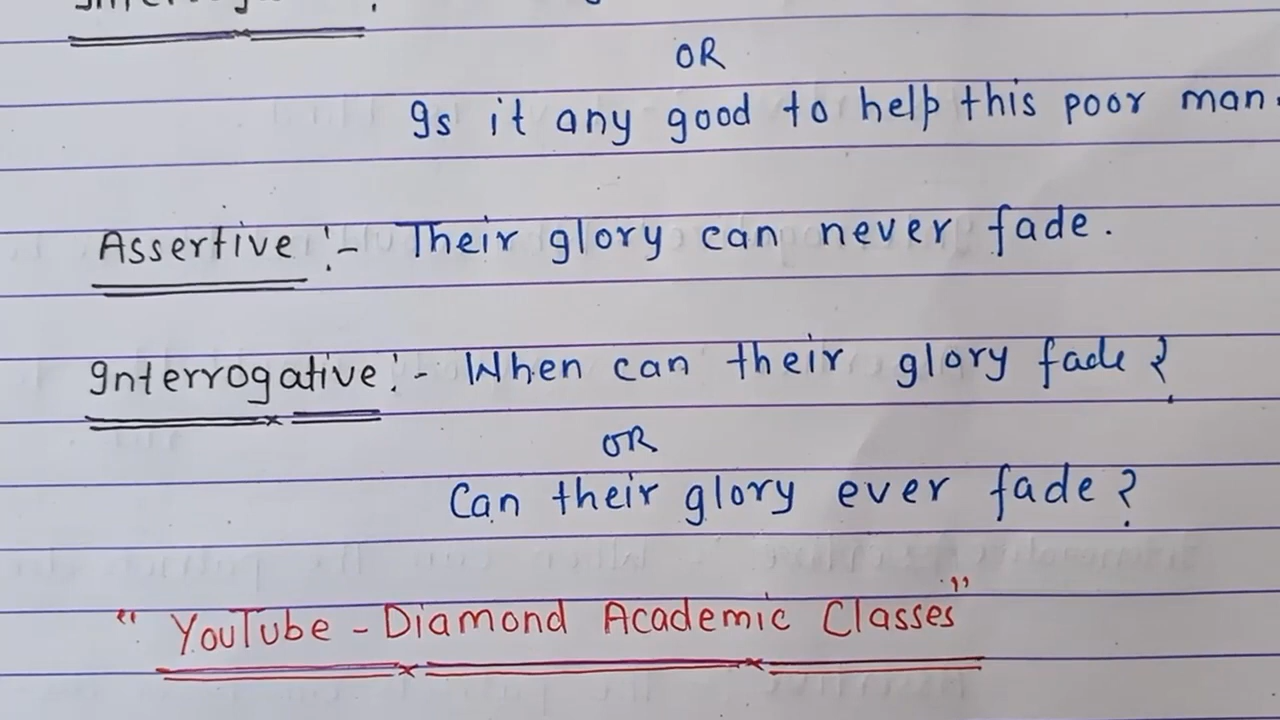 OR
Is it any good to help this poor man.
Assertive :- Their glory can never fade.
Interrogative :- When can their glory fade ?
OR
Can their glory ever fade ?
" YouTube - Diamond Academic Classes"